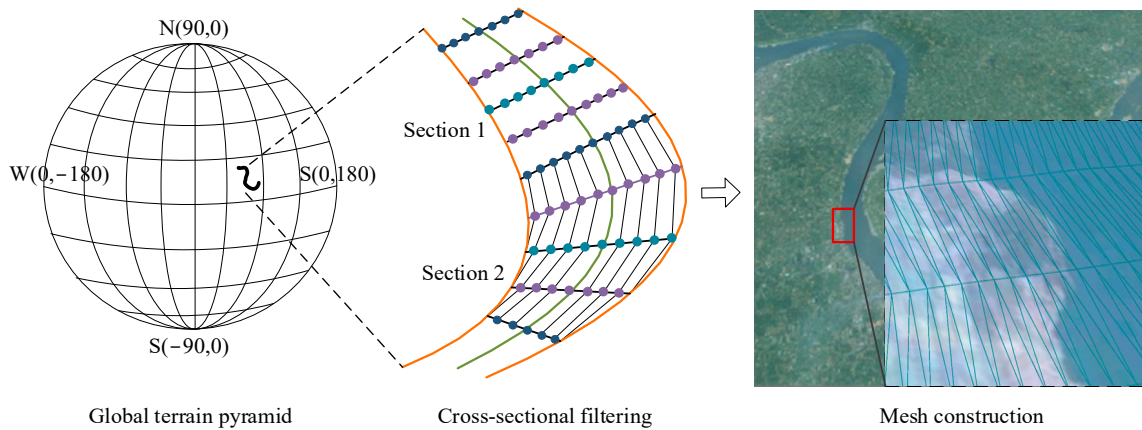 N(90,0)
W(0,−180)
S(0,180)
S(−90,0)
Section 1
Section 2
Global terrain pyramid
Cross-sectional filtering
Mesh construction